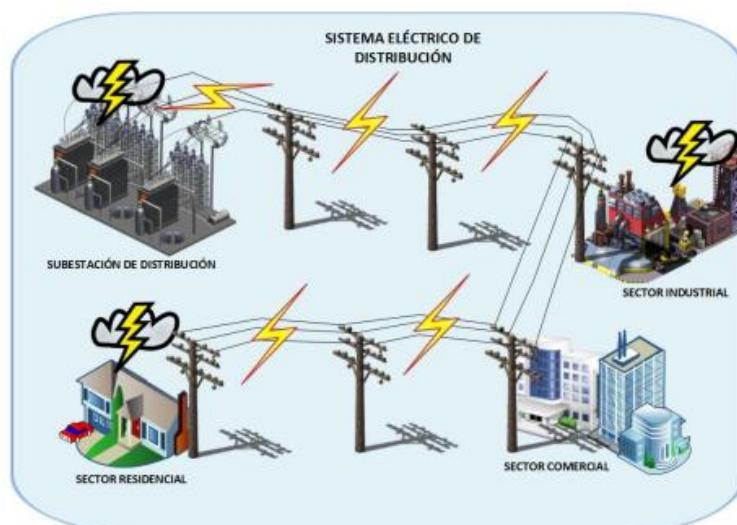 SISTEMA ELÉCTRICO DE
DISTRIBUCIÓN
SUBESTACIÓN DE DISTRIBUCIÓN
SECTOR INDUSTRIAL
SECTOR RESIDENCIAL
SECTOR COMERCIAL